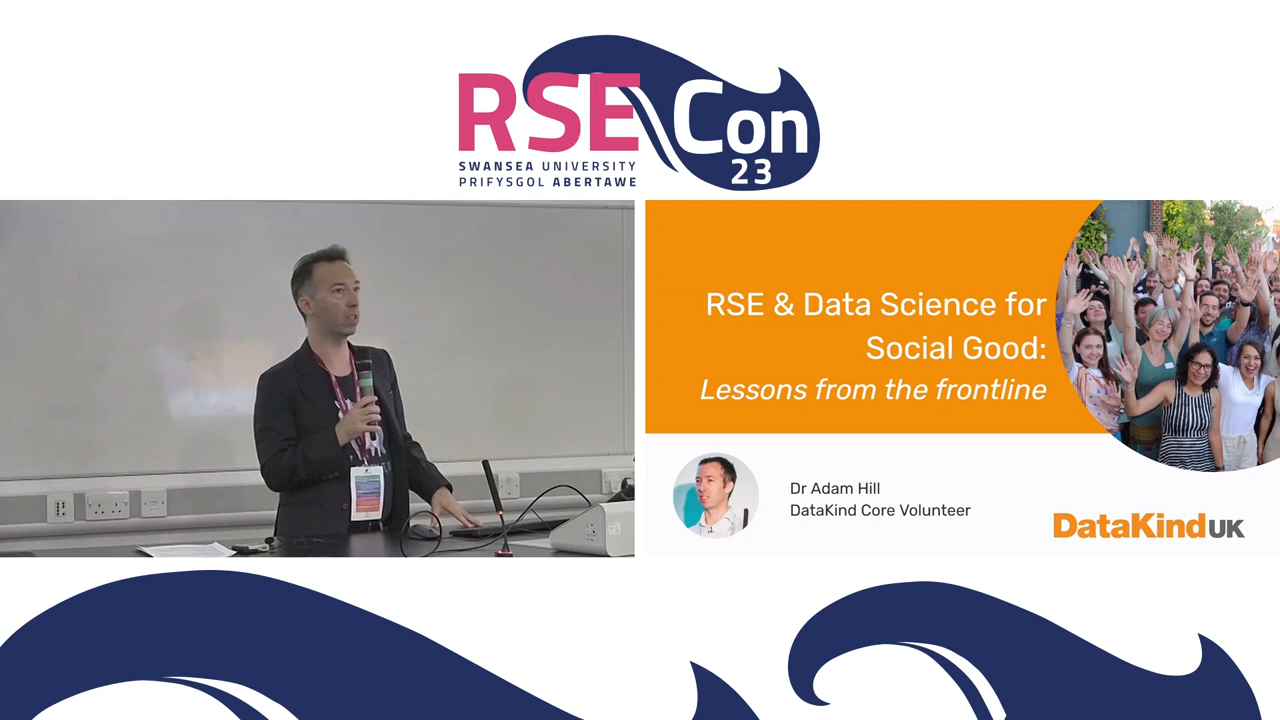 RSE Con
23
SWANSEA UNIVERSITY
PRIFYSGOL ABERTAWE
RSE & Data Science for
Social Good:
Lessons from the frontline
Dr Adam Hill
DataKind Core Volunteer
DataKind UK